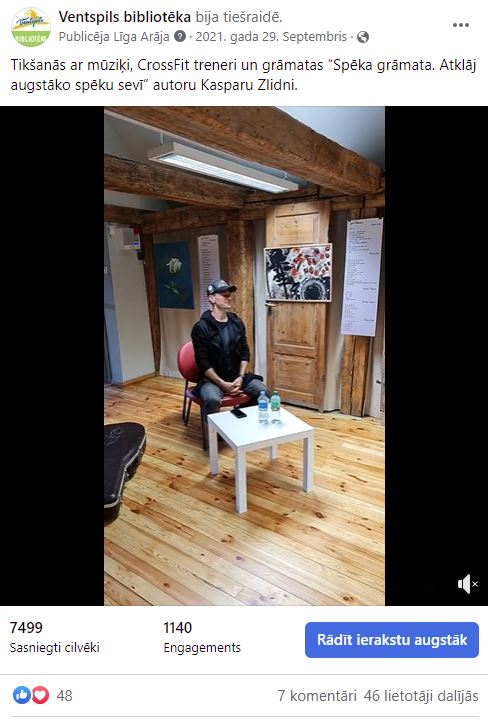 Ventspils bibliotēka bija tiešraidē.
Publicēja Līga Arāja · 2021. gada 29. Septembris ·
Tikšanās ar mūziķi, CrossFit treneri un grāmatas “Spēka grāmata. Atklāj
augstāko spēku sevī” autoru Kasparu Zlidni.
7499
Sasniegti cilvēki
1140
Engagements
Rādīt ierakstu augstāk
48
7 komentāri 46 lietotāji dalījās